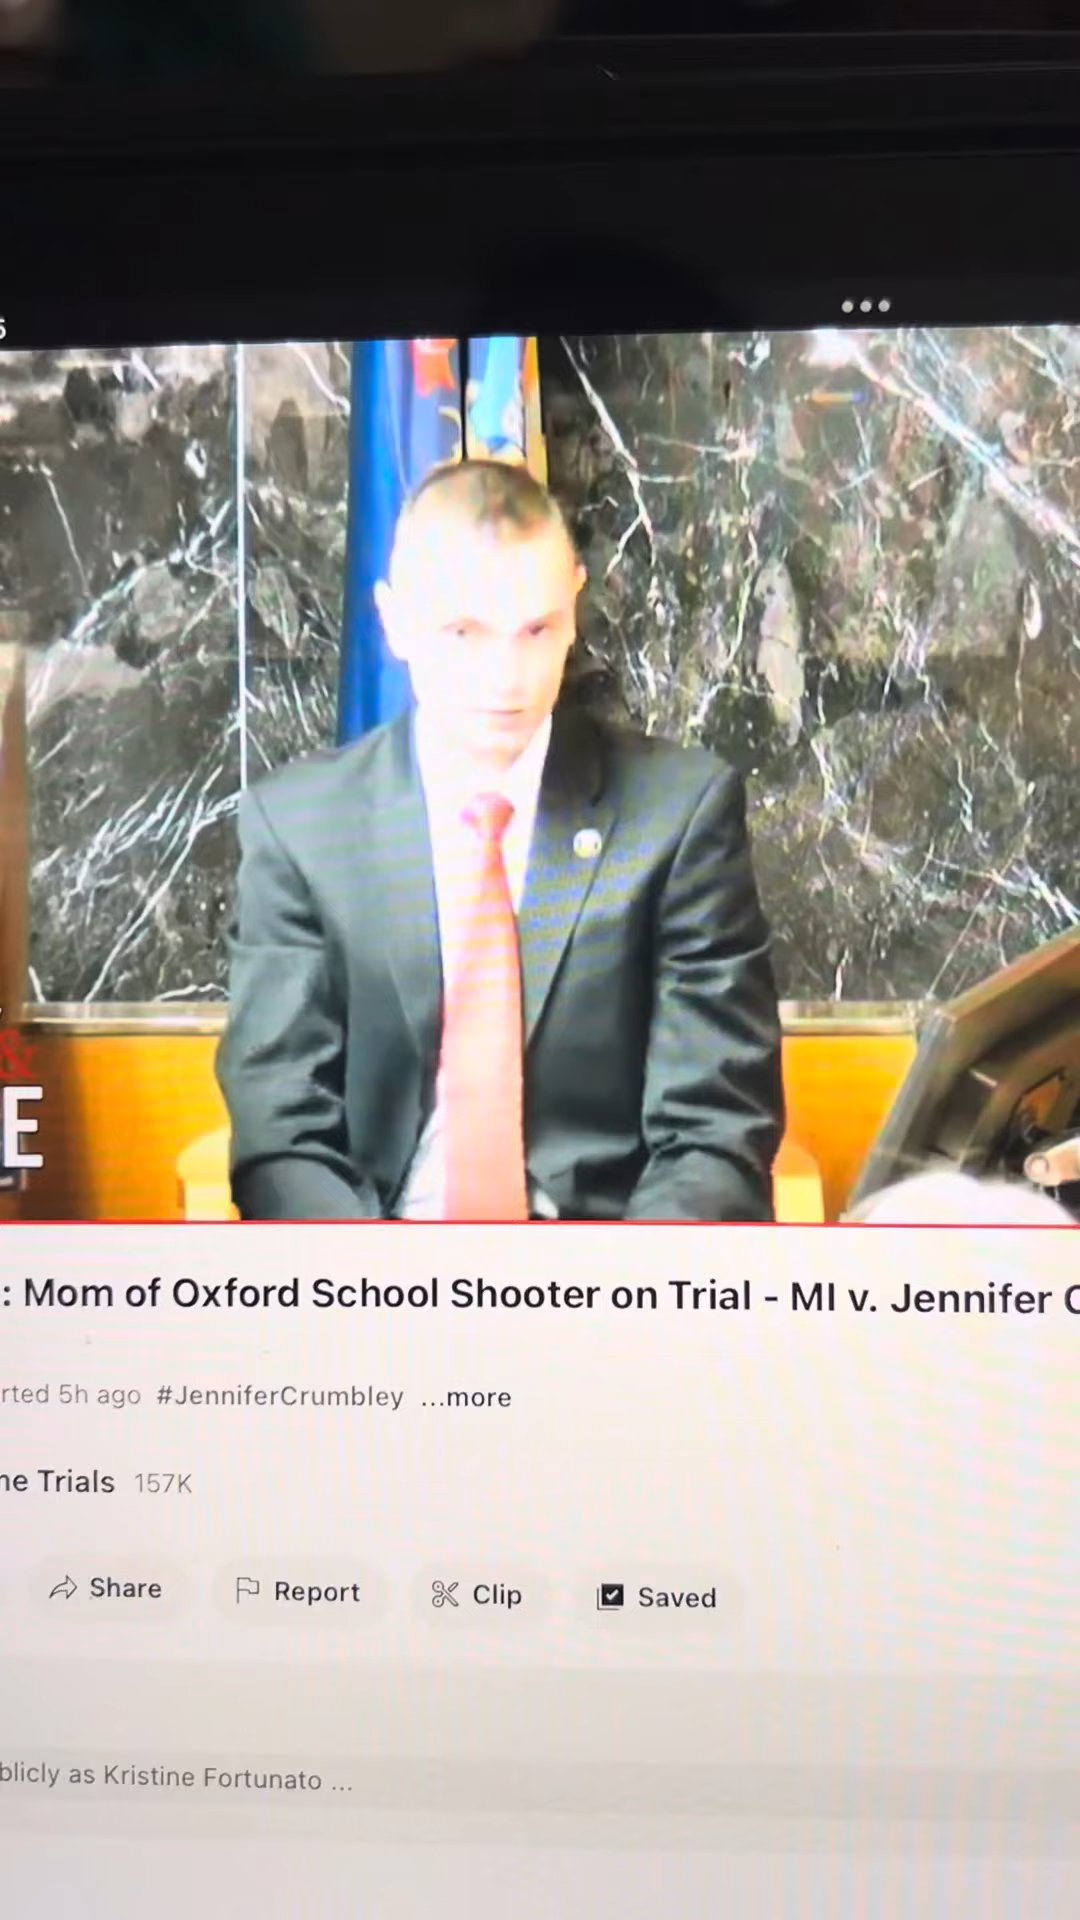 &
E
: Mom of Oxford School Shooter on Trial - MI v. Jennifer
rted 5h ago #JenniferCrumbley ...more
ne Trials 157K
Share Report Clip Saved
blicly as Kristine Fortunato ...